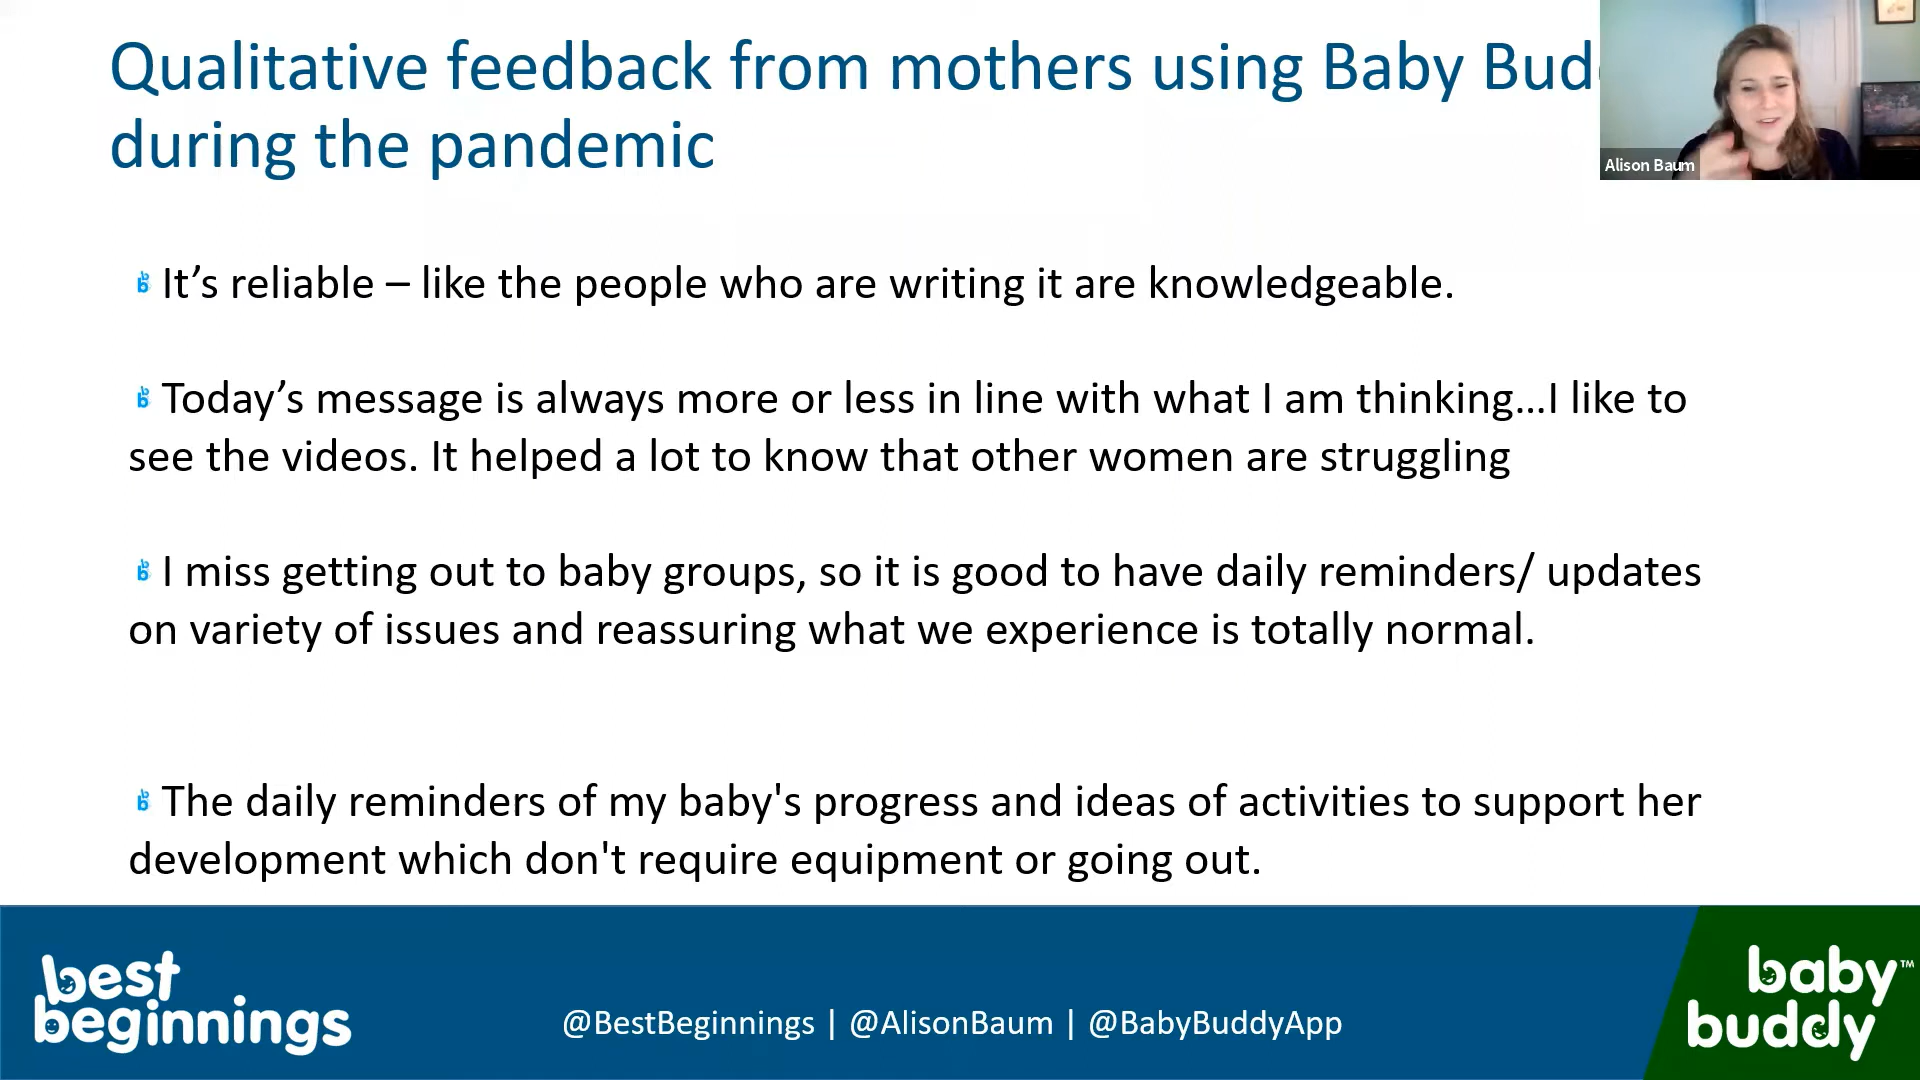 Qualitative feedback from mothers using Baby Bud
during the pandemic
Alison Baum
It’s reliable – like the people who are writing it are knowledgeable.
Today’s message is always more or less in line with what I am thinking...I like to
see the videos. It helped a lot to know that other women are struggling
I miss getting out to baby groups, so it is good to have daily reminders/ updates
on variety of issues and reassuring what we experience is totally normal.
The daily reminders of my baby's progress and ideas of activities to support her
development which don't require equipment or going out.
best
beginnings
@BestBeginnings | @AlisonBaum | @BabyBuddyApp
baby™
buddy